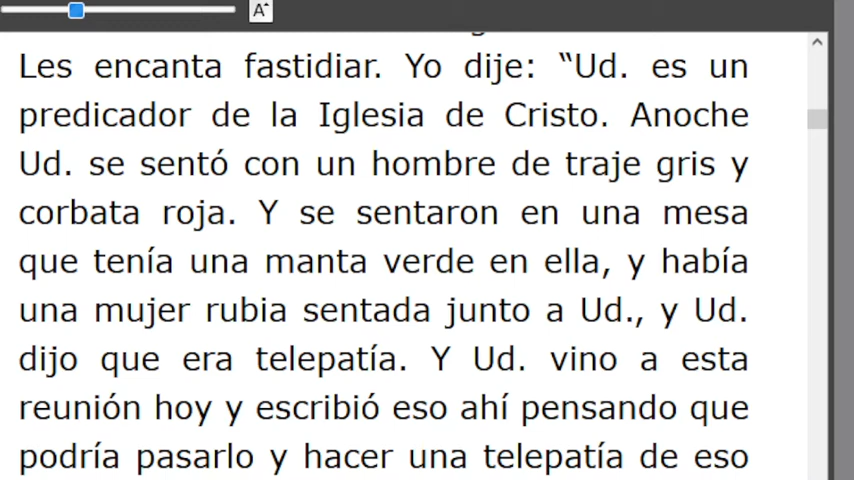 A
Les encanta fastidiar. Yo dije: “Ud. es un
predicador de la Iglesia de Cristo. Anoche
Ud. se sentó con un hombre de traje gris y
corbata roja. Y se sentaron en una mesa
que tenía una manta verde en ella, y había
una mujer rubia sentada junto a Ud., y Ud.
dijo que era telepatía. Y Ud. vino a esta
reunión hoy y escribió eso ahí pensando que
podría pasarlo y hacer una telepatía de eso